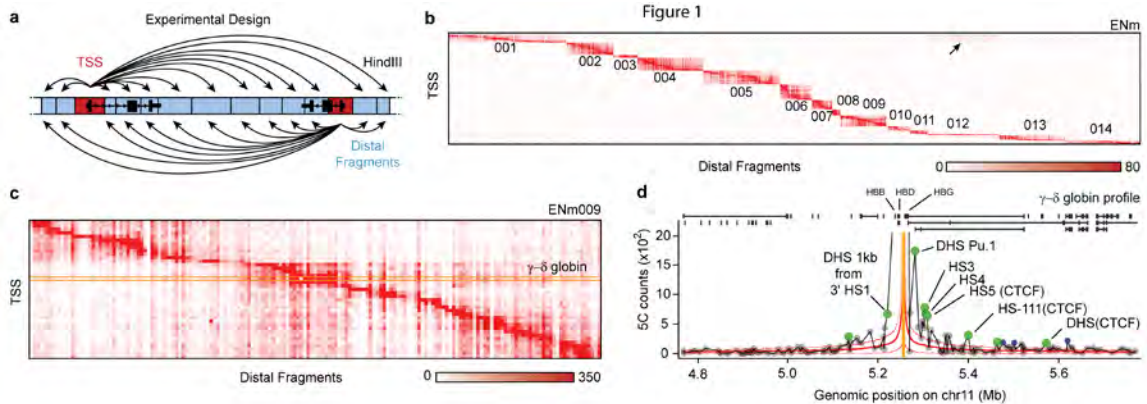 Figure 1
a
Experimental Design
TSS
HindIII
Distal
Fragments
b
ENm
TSS
001
002
003
004
005
006
007
008
009
010
011
012
013
014
Distal Fragments
0
80
c
ENm009
TSS
γ-δ globin
Distal Fragments
0
350
d
HBB
HBD
HBG
γ-δ globin profile
5C counts (x10²)
20
15
10
5
0
DHS 1kb
from
3' HS1
DHS Pu.1
HS3
HS4
HS5 (CTCF)
HS-111(CTCF)
DHS(CTCF)
4.8
5.0
5.2
5.4
5.6
Genomic position on chr11 (Mb)